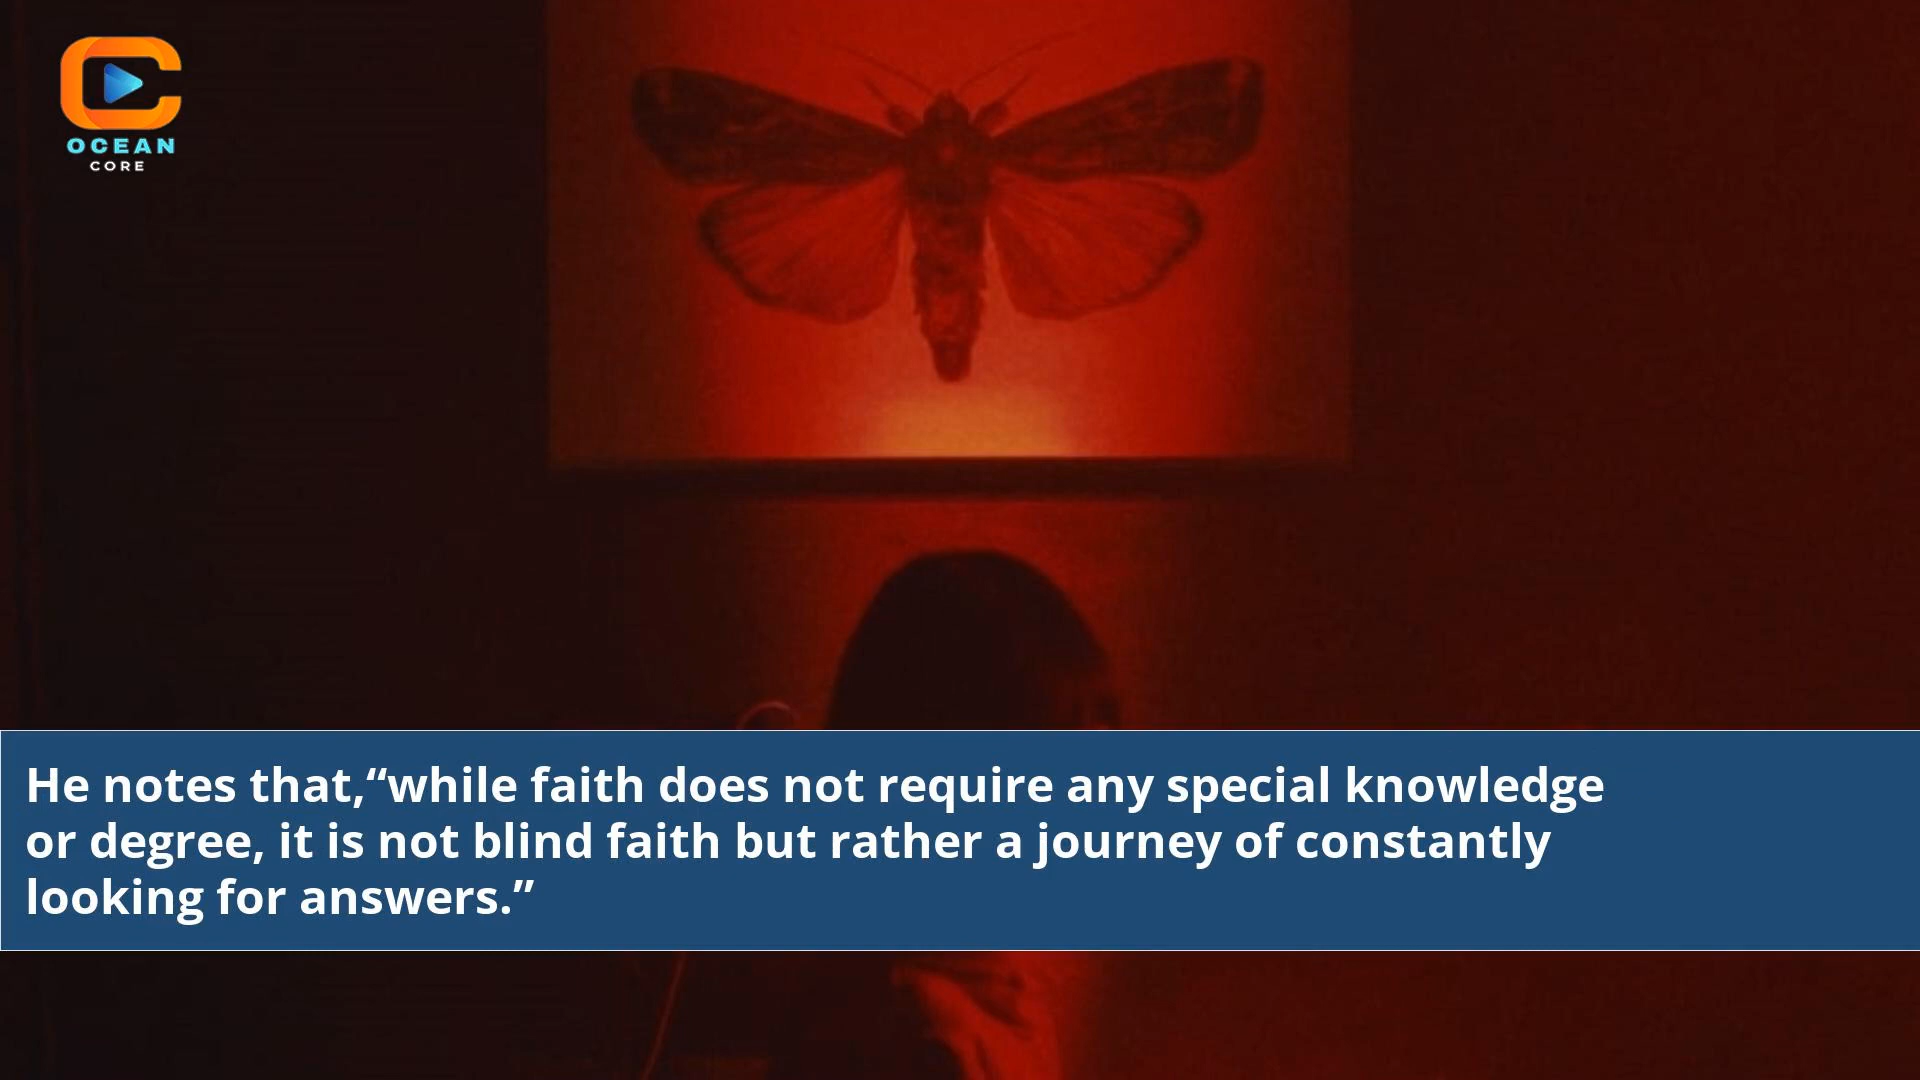 OCEAN
CORE
He notes that,“while faith does not require any special knowledge
or degree, it is not blind faith but rather a journey of constantly
looking for answers.”